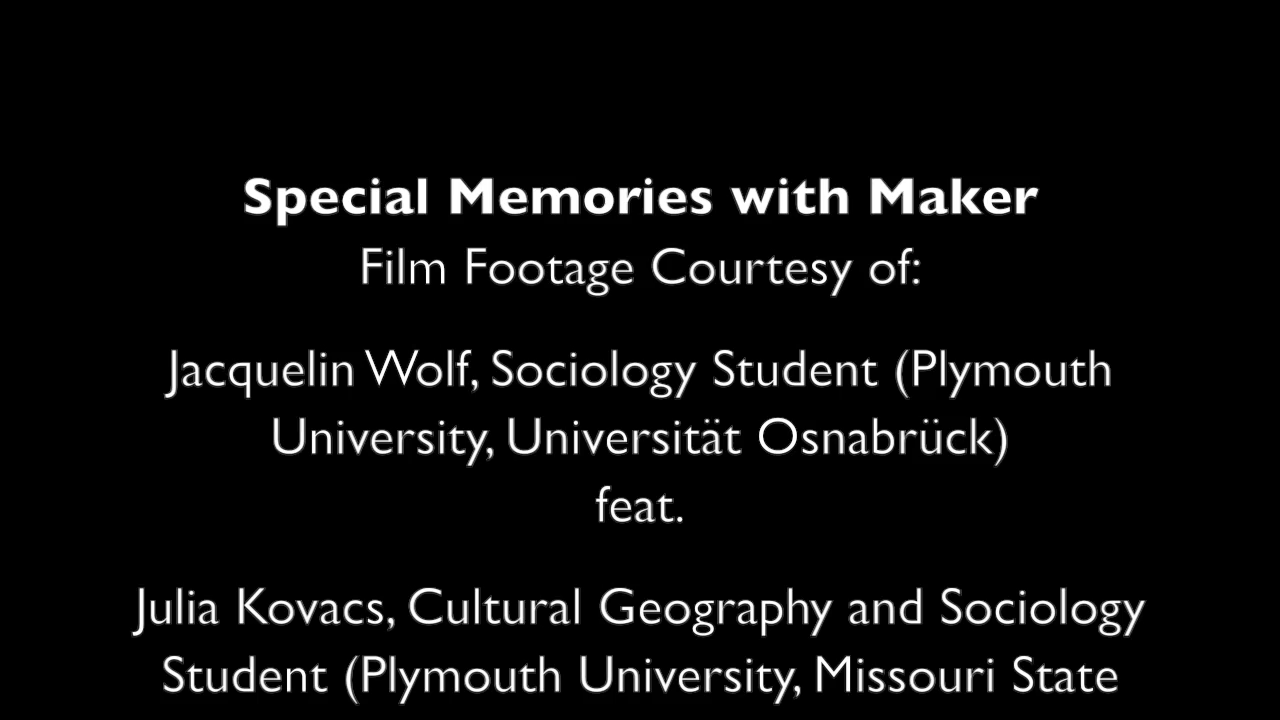 Special Memories with Maker
Film Footage Courtesy of:
Jacquelin Wolf, Sociology Student (Plymouth
University, Universität Osnabrück)
feat.
Julia Kovacs, Cultural Geography and Sociology
Student (Plymouth University, Missouri State